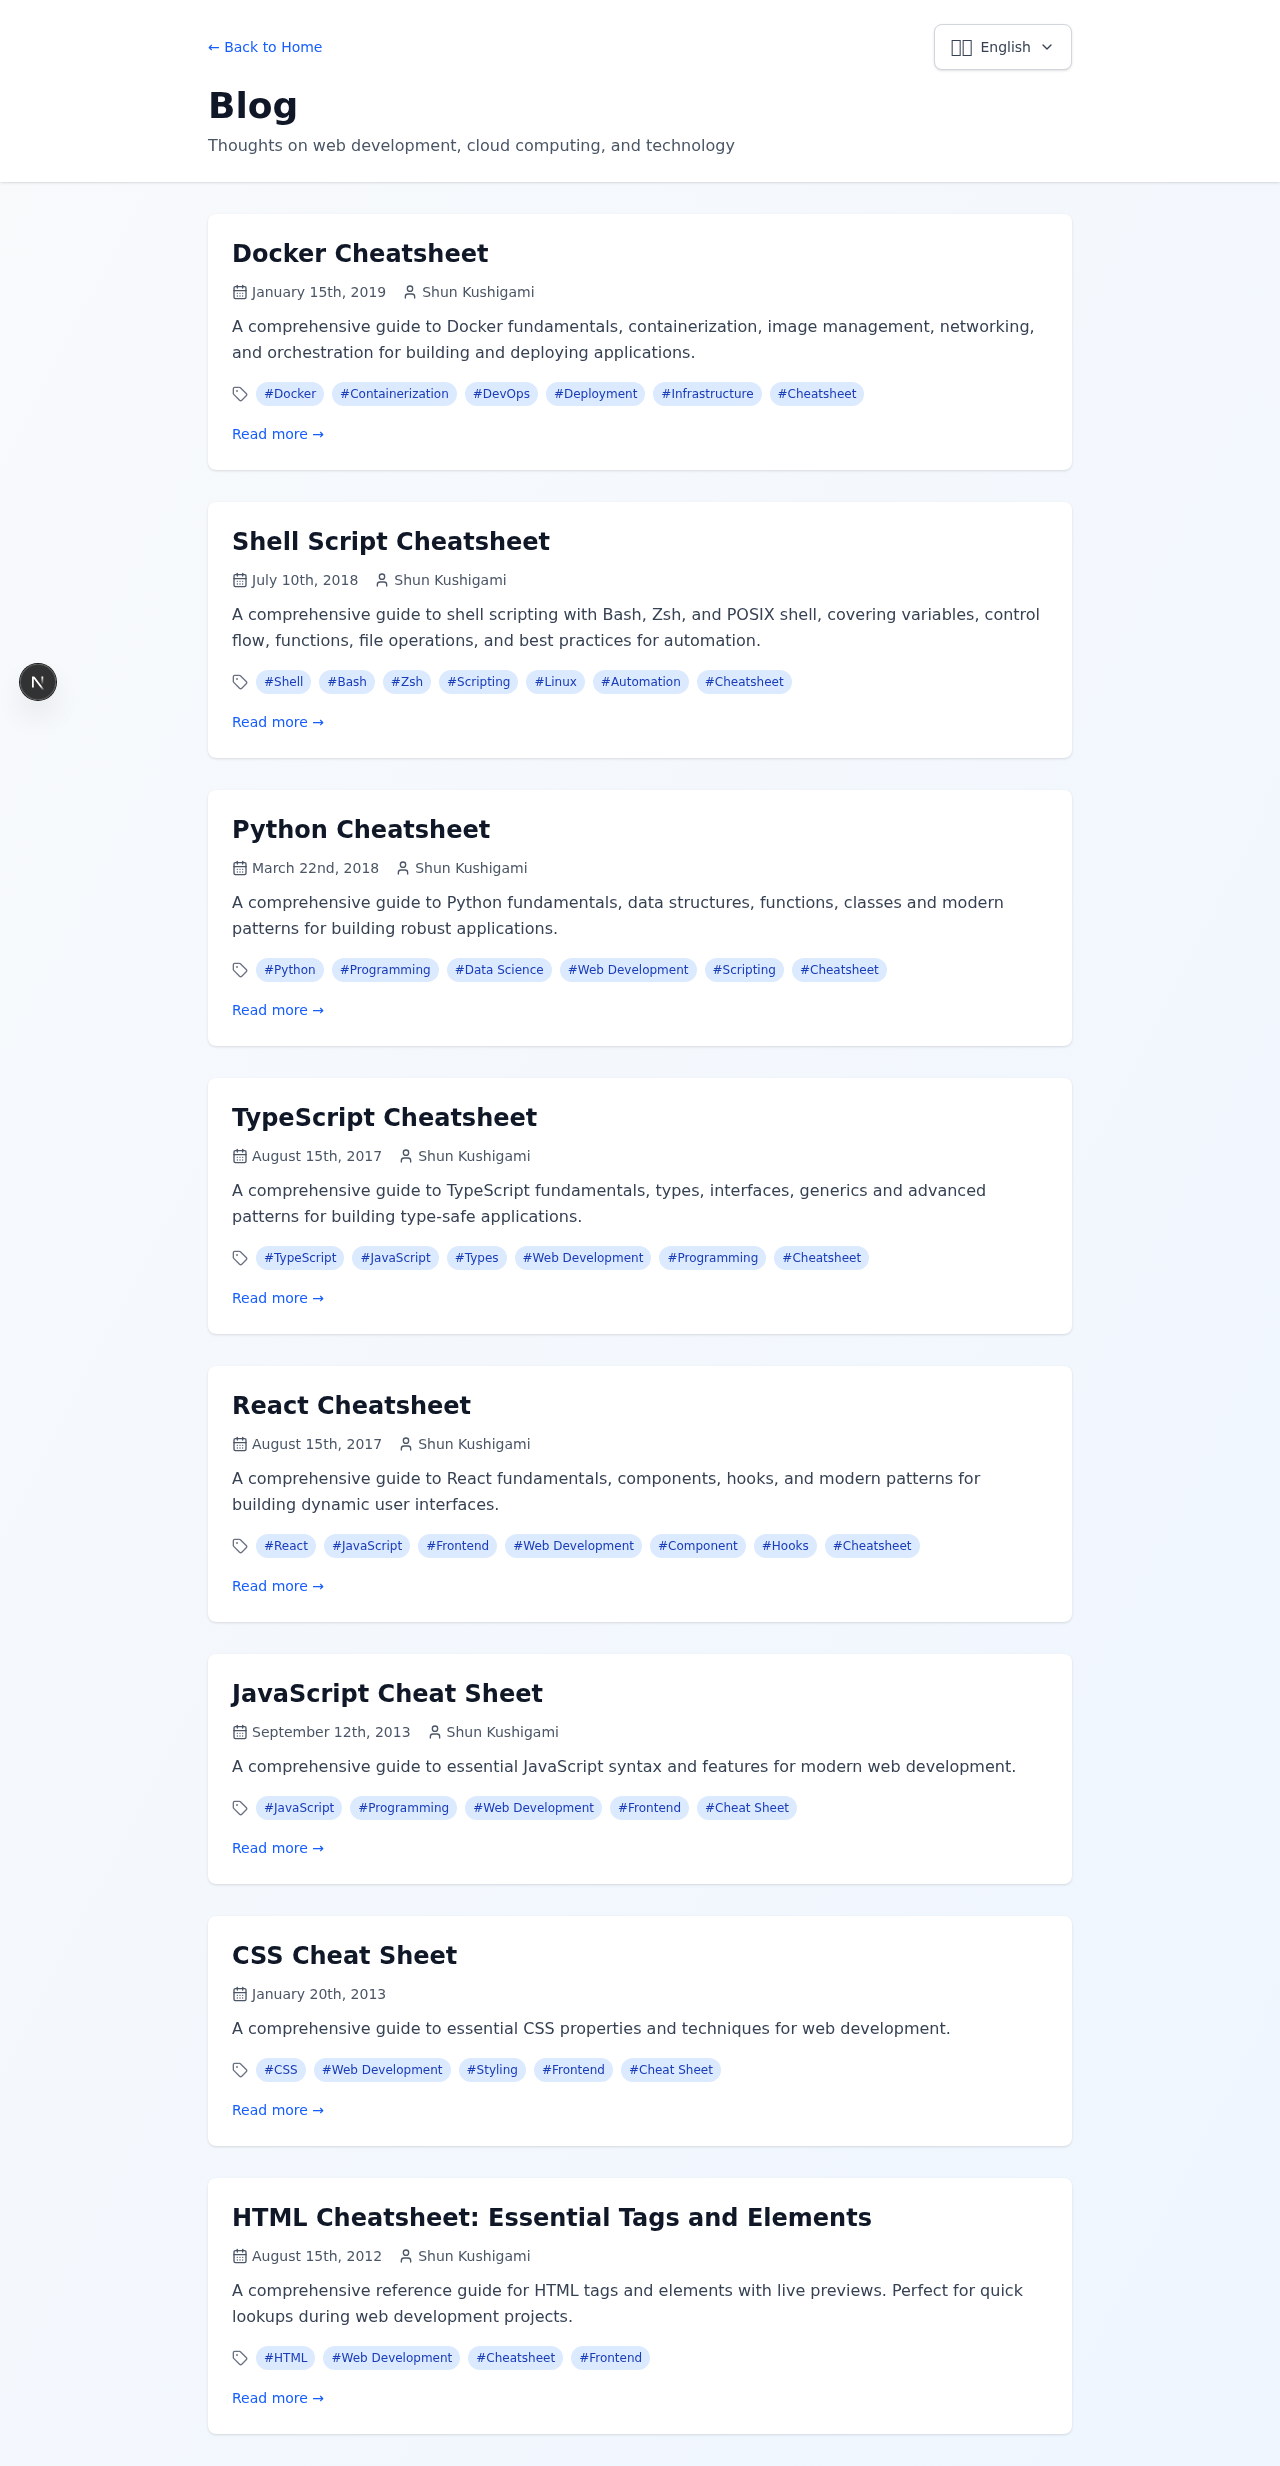 ← Back to Home
English
Blog
Thoughts on web development, cloud computing, and technology
Docker Cheatsheet
January 15th, 2019 Shun Kushigami
A comprehensive guide to Docker fundamentals, containerization, image management, networking,
and orchestration for building and deploying applications.
#Docker #Containerization #DevOps #Deployment #Infrastructure #Cheatsheet
Read more →
Shell Script Cheatsheet
July 10th, 2018 Shun Kushigami
A comprehensive guide to shell scripting with Bash, Zsh, and POSIX shell, covering variables, control
flow, functions, file operations, and best practices for automation.
#Shell #Bash #Zsh #Scripting #Linux #Automation #Cheatsheet
N
Read more →
Python Cheatsheet
March 22nd, 2018 Shun Kushigami
A comprehensive guide to Python fundamentals, data structures, functions, classes and modern
patterns for building robust applications.
#Python #Programming #Data Science #Web Development #Scripting #Cheatsheet
Read more →
TypeScript Cheatsheet
August 15th, 2017 Shun Kushigami
A comprehensive guide to TypeScript fundamentals, types, interfaces, generics and advanced
patterns for building type-safe applications.
#TypeScript #JavaScript #Types #Web Development #Programming #Cheatsheet
Read more →
React Cheatsheet
August 15th, 2017 Shun Kushigami
A comprehensive guide to React fundamentals, components, hooks, and modern patterns for
building dynamic user interfaces.
#React #JavaScript #Frontend #Web Development #Component #Hooks #Cheatsheet
Read more →
JavaScript Cheat Sheet
September 12th, 2013 Shun Kushigami
A comprehensive guide to essential JavaScript syntax and features for modern web development.
#JavaScript #Programming #Web Development #Frontend #Cheat Sheet
Read more →
CSS Cheat Sheet
January 20th, 2013
A comprehensive guide to essential CSS properties and techniques for web development.
#CSS #Web Development #Styling #Frontend #Cheat Sheet
Read more →
HTML Cheatsheet: Essential Tags and Elements
August 15th, 2012 Shun Kushigami
A comprehensive reference guide for HTML tags and elements with live previews. Perfect for quick
lookups during web development projects.
#HTML #Web Development #Cheatsheet #Frontend
Read more →